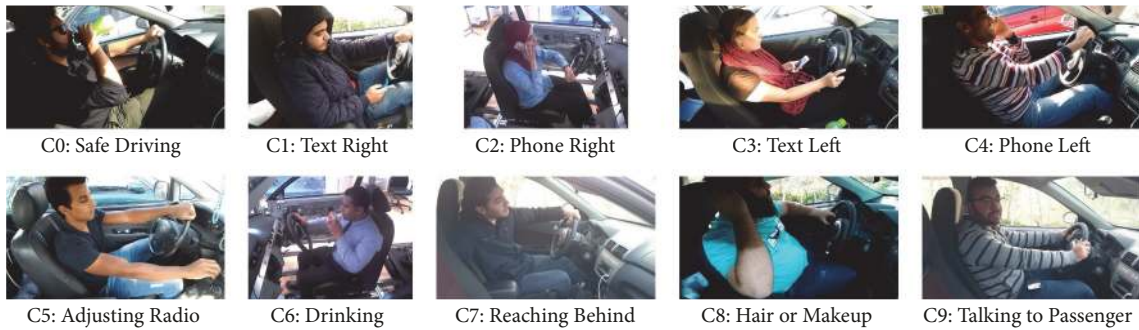 C0: Safe Driving
C1: Text Right
C2: Phone Right
C3: Text Left
C4: Phone Left
C5: Adjusting Radio
C6: Drinking
C7: Reaching Behind
C8: Hair or Makeup
C9: Talking to Passenger